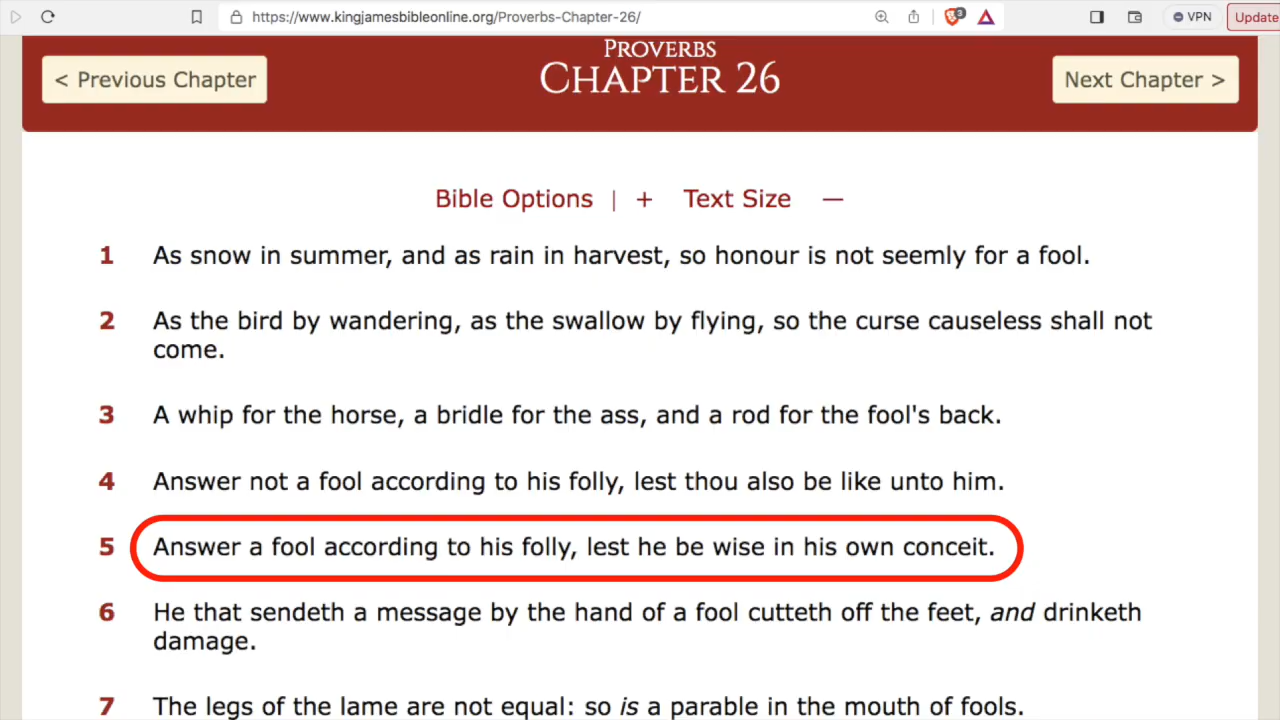 https://www.kingjamesbibleonline.org/Proverbs-Chapter-26/
3
VPN
Update
< Previous Chapter
PROVERBS
CHAPTER 26
Next Chapter >
Bible Options | + Text Size —
1 As snow in summer, and as rain in harvest, so honour is not seemly for a fool.
2 As the bird by wandering, as the swallow by flying, so the curse causeless shall not
come.
3 A whip for the horse, a bridle for the ass, and a rod for the fool's back.
4 Answer not a fool according to his folly, lest thou also be like unto him.
5 Answer a fool according to his folly, lest he be wise in his own conceit.
6 He that sendeth a message by the hand of a fool cutteth off the feet, and drinketh
damage.
7 The legs of the lame are not equal: so is a parable in the mouth of fools.